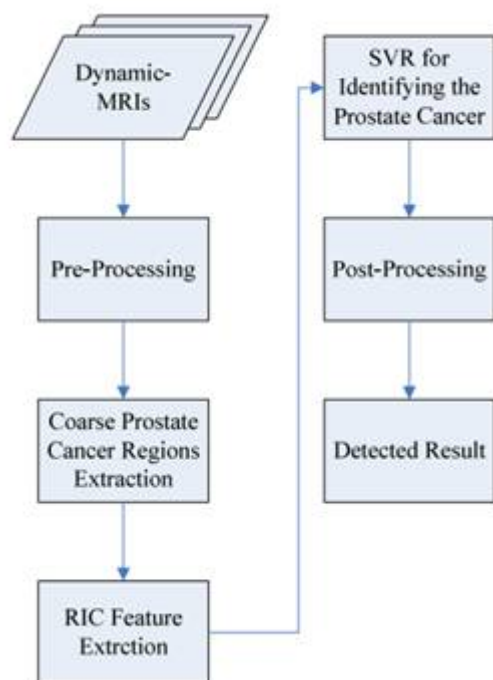 Dynamic-
MRIs
Pre-Processing
Coarse Prostate
Cancer Regions
Extraction
RIC Feature
Extrction
SVR for
Identifying the
Prostate Cancer
Post-Processing
Detected Result